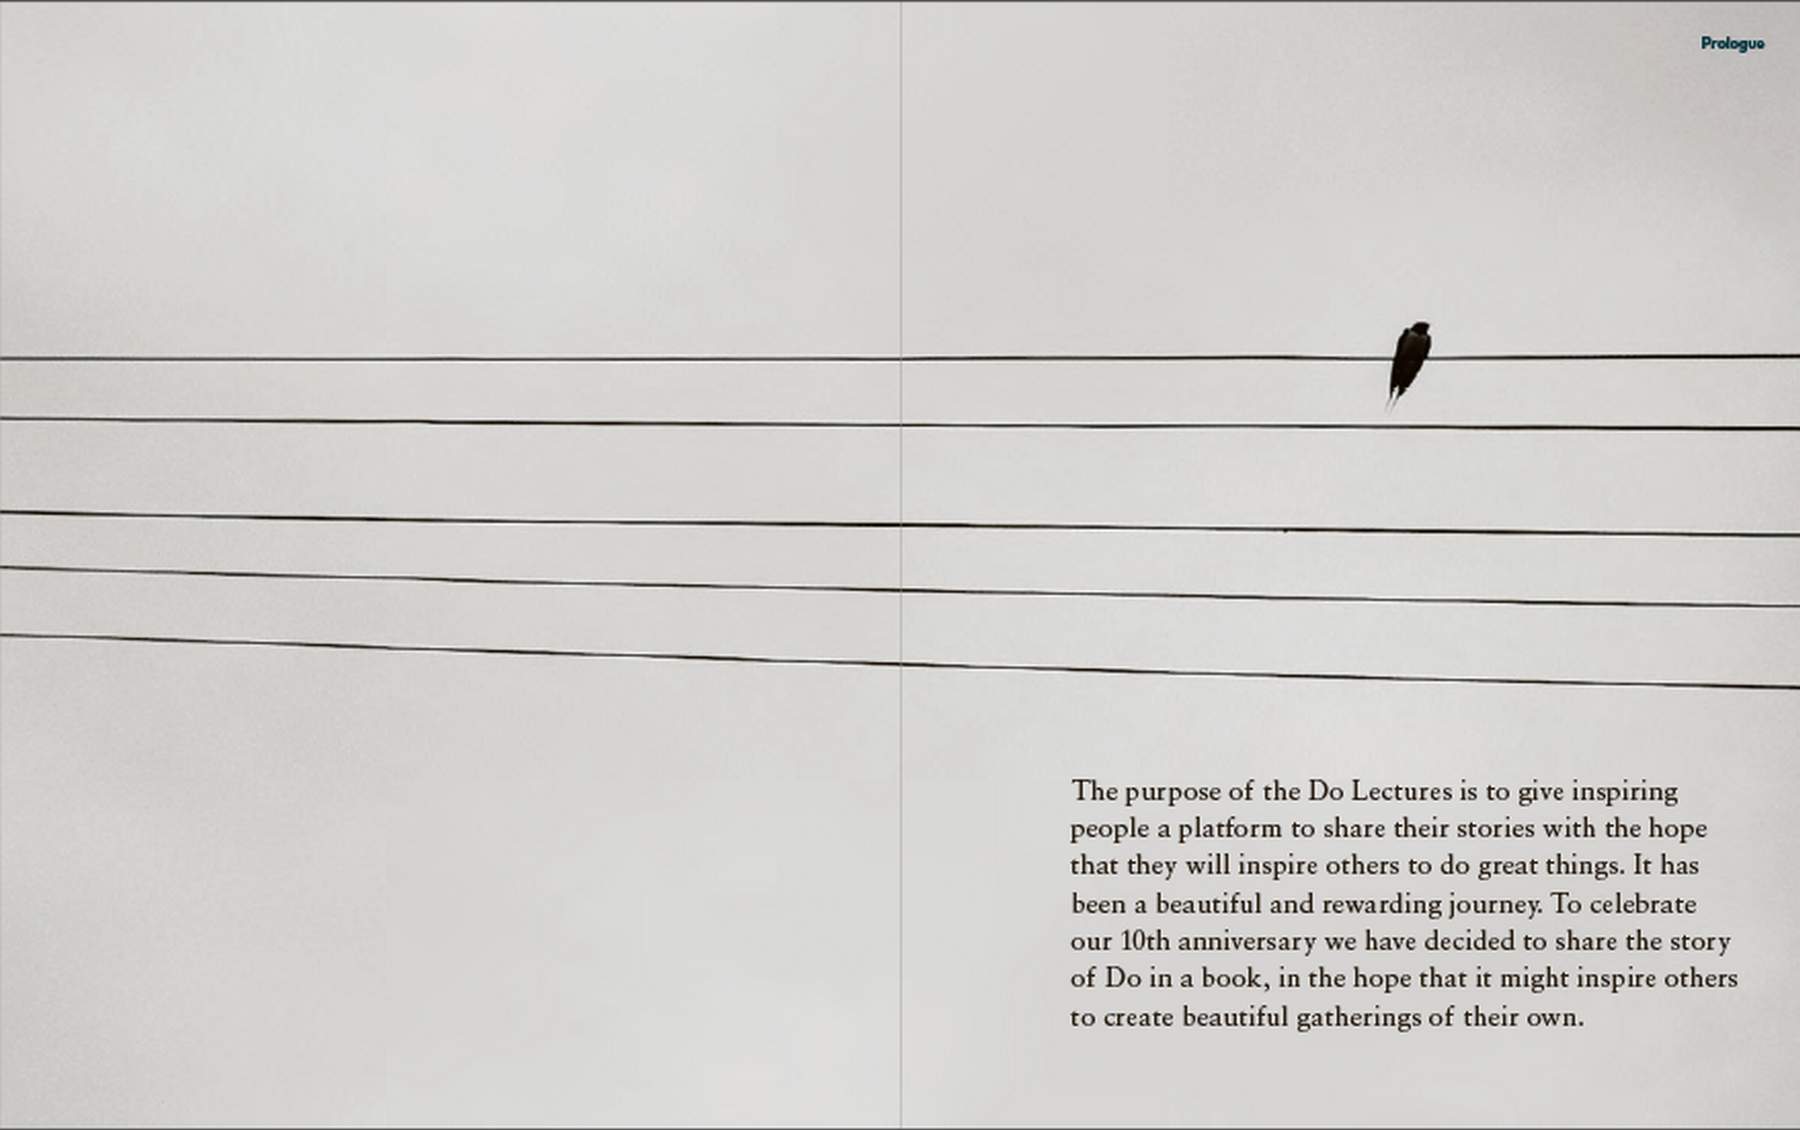 Prologue
The purpose of the Do Lectures is to give inspiring
people a platform to share their stories with the hope
that they will inspire others to do great things. It has
been a beautiful and rewarding journey. To celebrate
our 10th anniversary we have decided to share the story
of Do in a book, in the hope that it might inspire others
to create beautiful gatherings of their own.